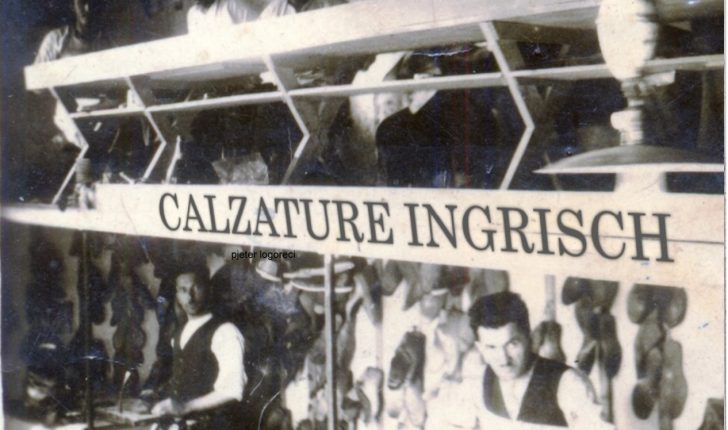 CALZATURE INGRISCH
pjeter logoreci